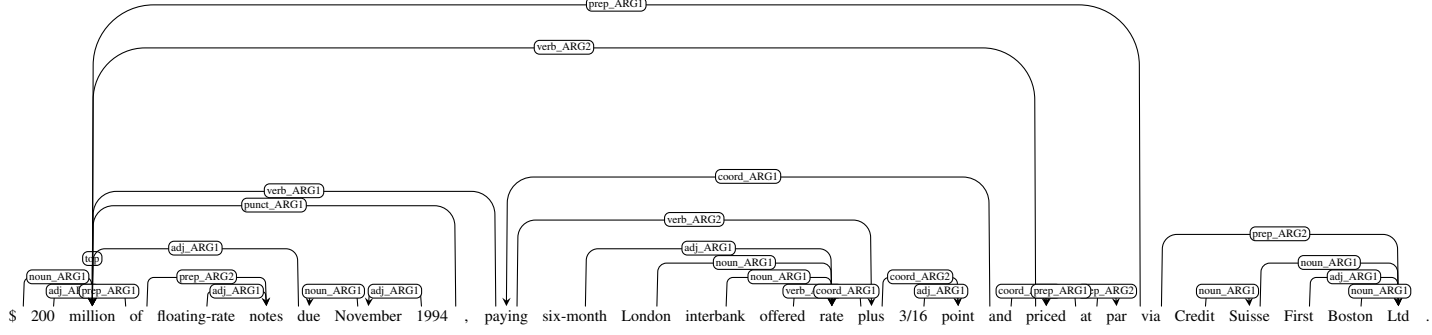 prep_ARG1
verb_ARG2
coord_ARG1
verb_ARG1
punct_ARG1
verb_ARG2
prep_ARG2
top adj_ARG1 adj_ARG1
noun_ARG1 noun_ARG1
noun_ARG1 prep_ARG2 noun_ARG1 coord_ARG2 adj_ARG1
prep_ARG1 adj_ARG1 noun_ARG1 adj_ARG1 coord_ARG1 adj_ARG1 prep_ARG1 noun_ARG1 noun_ARG1
$ 200 million of floating-rate notes due November 1994 , paying six-month London interbank offered rate plus 3/16 point and priced at par via Credit Suisse First Boston Ltd .